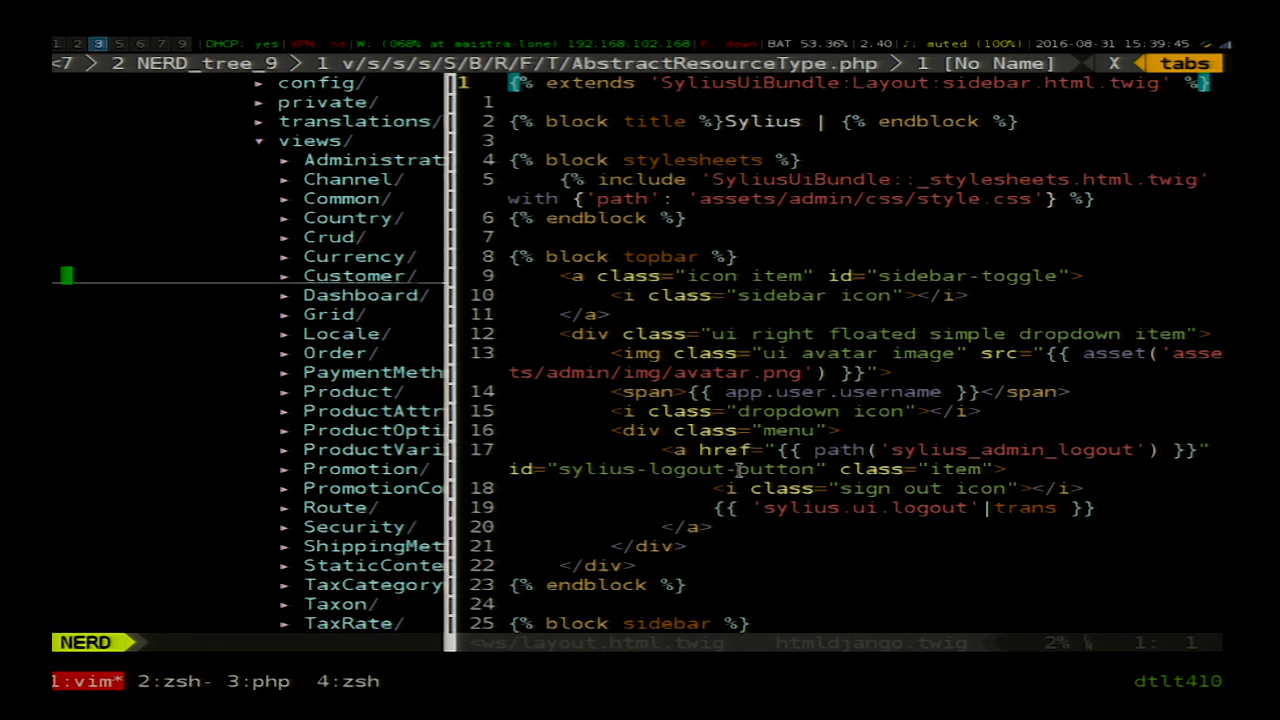 1 2 3 5 6 7 9 DHCP: yes VPN: no W: (068% at maistra-lone) 192.168.102.168 E: down BAT 53.36% 2.40 muted (100%) 2016-08-31 15:39:45
<7 2 NERD_tree_9 1 v/s/s/s/S/B/R/F/T/AbstractResourceType.php 1 [No Name] X tabs
▸ config/
▸ private/
▸ translations/
▾ views/
▸ Administrat
▸ Channel/
▸ Common/
▸ Country/
▸ Crud/
▸ Currency/
▸ Customer/
▸ Dashboard/
▸ Grid/
▸ Locale/
▸ Order/
▸ PaymentMeth
▸ Product/
▸ ProductAttr
▸ ProductOpti
▸ ProductVari
▸ Promotion/
▸ PromotionCo
▸ Route/
▸ Security/
▸ ShippingMet
▸ StaticConte
▸ TaxCategory
▸ Taxon/
▸ TaxRate/
1 {% extends 'SyliusUiBundle:Layout:sidebar.html.twig' %}
1
2 {% block title %}Sylius | {% endblock %}
3
4 {% block stylesheets %}
5 {% include 'SyliusUiBundle::_stylesheets.html.twig'
with {'path': 'assets/admin/css/style.css'} %}
6 {% endblock %}
7
8 {% block topbar %}
9 <a class="icon item" id="sidebar-toggle">
10 <i class="sidebar icon"></i>
11 </a>
12 <div class="ui right floated simple dropdown item">
13 <img class="ui avatar image" src="{{ asset('asse
ts/admin/img/avatar.png') }}">
14 <span>{{ app.user.username }}</span>
15 <i class="dropdown icon"></i>
16 <div class="menu">
17 <a href="{{ path('sylius_admin_logout') }}"
id="sylius-logout-button" class="item">
18 <i class="sign out icon"></i>
19 {{ 'sylius.ui.logout'|trans }}
20 </a>
21 </div>
22 </div>
23 {% endblock %}
24
25 {% block sidebar %}
NERD <ws/layout.html.twig htmldjango.twig 2% 1: 1
1:vim* 2:zsh- 3:php 4:zsh dtlt410